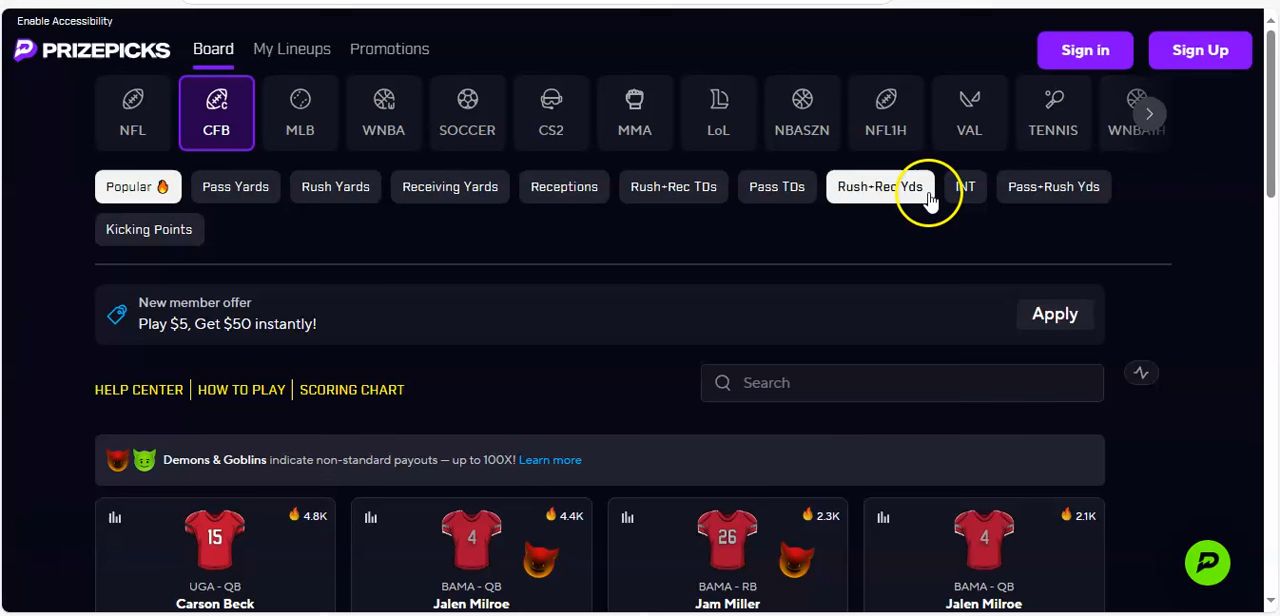 Enable Accessibility
PRIZEPICKS Board My Lineups Promotions Sign in Sign Up
NFL CFB MLB WNBA SOCCER CS2 MMA LoL NBASZN NFL1H VAL TENNIS WNBA1H
Popular 🔥 Pass Yards Rush Yards Receiving Yards Receptions Rush+Rec TDs Pass TDs Rush+Rec Yds INT Pass+Rush Yds
Kicking Points
New member offer
Play $5, Get $50 instantly!
Apply
HELP CENTER HOW TO PLAY SCORING CHART
Search
Demons & Goblins indicate non-standard payouts — up to 100X! Learn more
15 🔥 4.8K
UGA - QB
Carson Beck
4 🔥 4.4K
BAMA - QB
Jalen Milroe
26 🔥 2.3K
BAMA - RB
Jam Miller
4 🔥 2.1K
BAMA - QB
Jalen Milroe